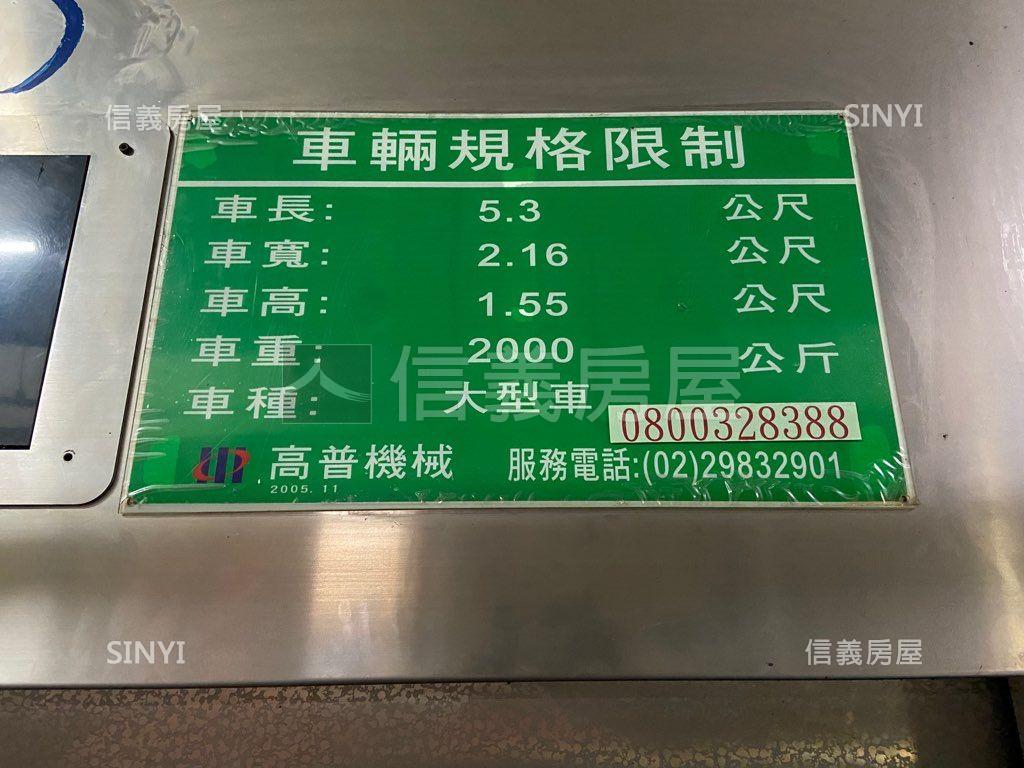 信義房屋 SINYI
車輛規格限制
車長: 5.3 公尺
車寬: 2.16 公尺
車高: 1.55 公尺
車重: 2000 公斤
信義房屋
車種: 大型車
0800328388
高普機械 服務電話:(02)29832901
2005.11
SINYI 信義房屋